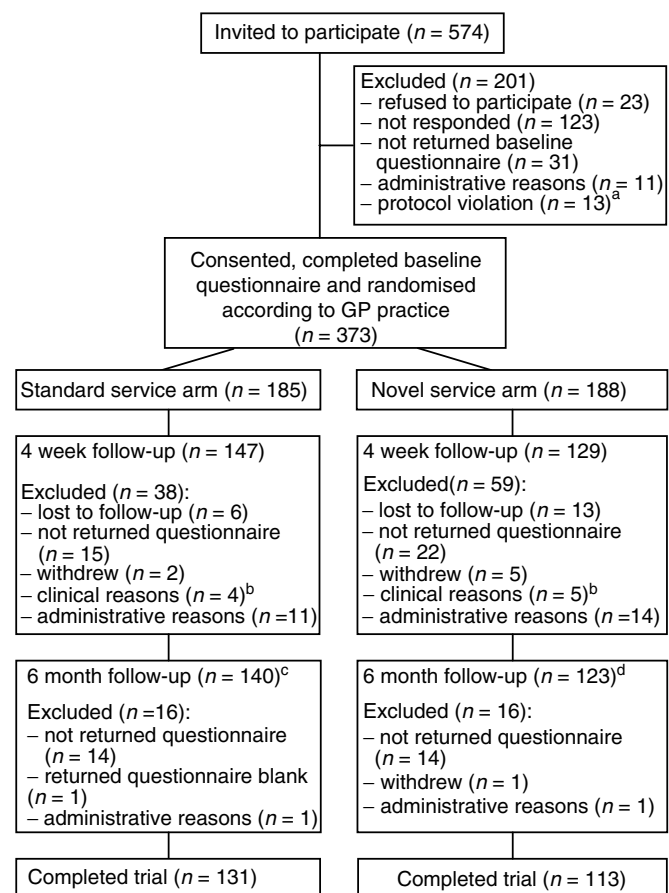 Invited to participate (n = 574)
Excluded (n = 201)
– refused to participate (n = 23)
– not responded (n = 123)
– not returned baseline
questionnaire (n = 31)
– administrative reasons (n = 11)
– protocol violation (n = 13)a
Consented, completed baseline
questionnaire and randomised
according to GP practice
(n = 373)
Standard service arm (n = 185)
4 week follow-up (n = 147)
Excluded (n = 38):
– lost to follow-up (n = 6)
– not returned questionnaire
(n = 15)
– withdrew (n = 2)
– clinical reasons (n = 4)b
– administrative reasons (n =11)
6 month follow-up (n = 140)c
Excluded (n =16):
– not returned questionnaire
(n = 14)
– returned questionnaire blank
(n = 1)
– administrative reasons (n = 1)
Completed trial (n = 131)
Novel service arm (n = 188)
4 week follow-up (n = 129)
Excluded(n = 59):
– lost to follow-up (n = 13)
– not returned questionnaire
(n = 22)
– withdrew (n = 5)
– clinical reasons (n = 5)b
– administrative reasons (n =14)
6 month follow-up (n = 123)d
Excluded (n = 16):
– not returned questionnaire
(n = 14)
– withdrew (n = 1)
– administrative reasons (n = 1)
Completed trial (n = 113)